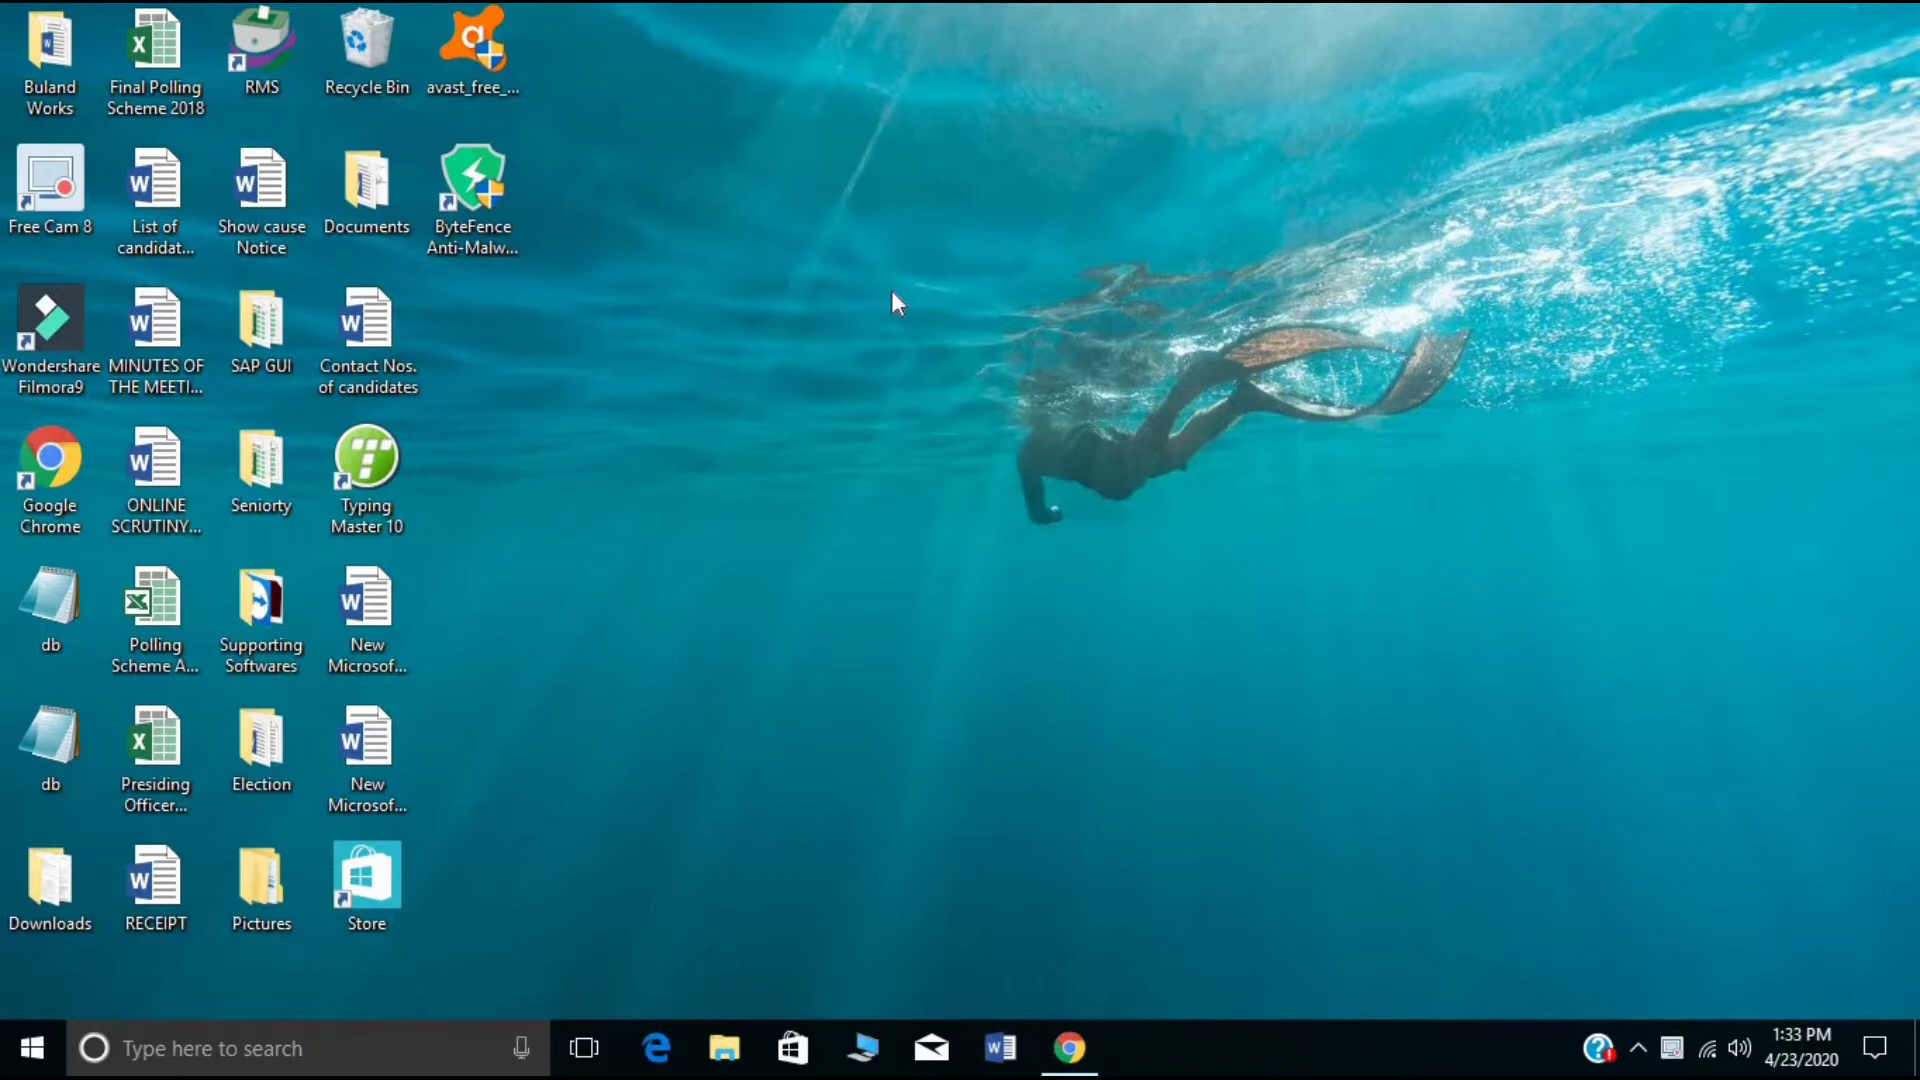 Buland
Works
Final Polling
Scheme 2018
RMS
Recycle Bin
avast_free_...
Free Cam 8
List of
candidat...
Show cause
Notice
Documents
ByteFence
Anti-Malw...
Wondershare
Filmora9
MINUTES OF
THE MEETI...
SAP GUI
Contact Nos.
of candidates
Google
Chrome
ONLINE
SCRUTINY...
Seniorty
Typing
Master 10
db
Polling
Scheme A...
Supporting
Softwares
New
Microsof...
db
Presiding
Officer...
Election
New
Microsof...
Downloads
RECEIPT
Pictures
Store
Type here to search
1:33 PM
4/23/2020